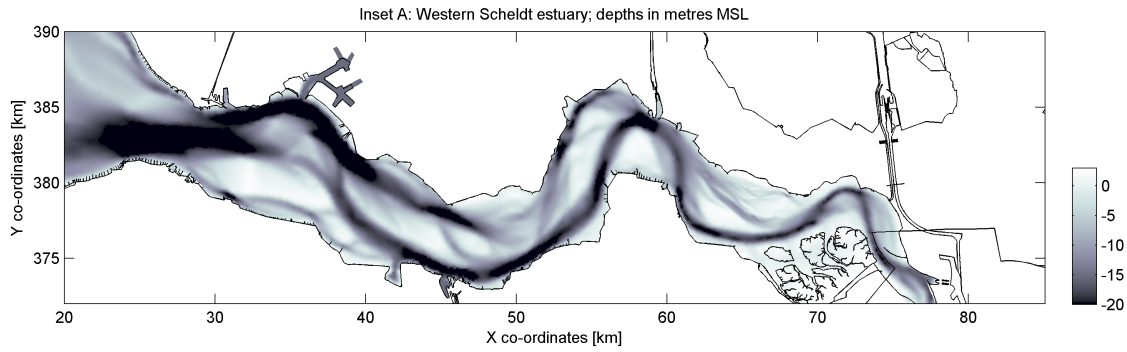 Inset A: Western Scheldt estuary; depths in metres MSL
390
385
380
375
Y co-ordinates [km]
20 30 40 50 60 70 80
X co-ordinates [km]
0
-5
-10
-15
-20